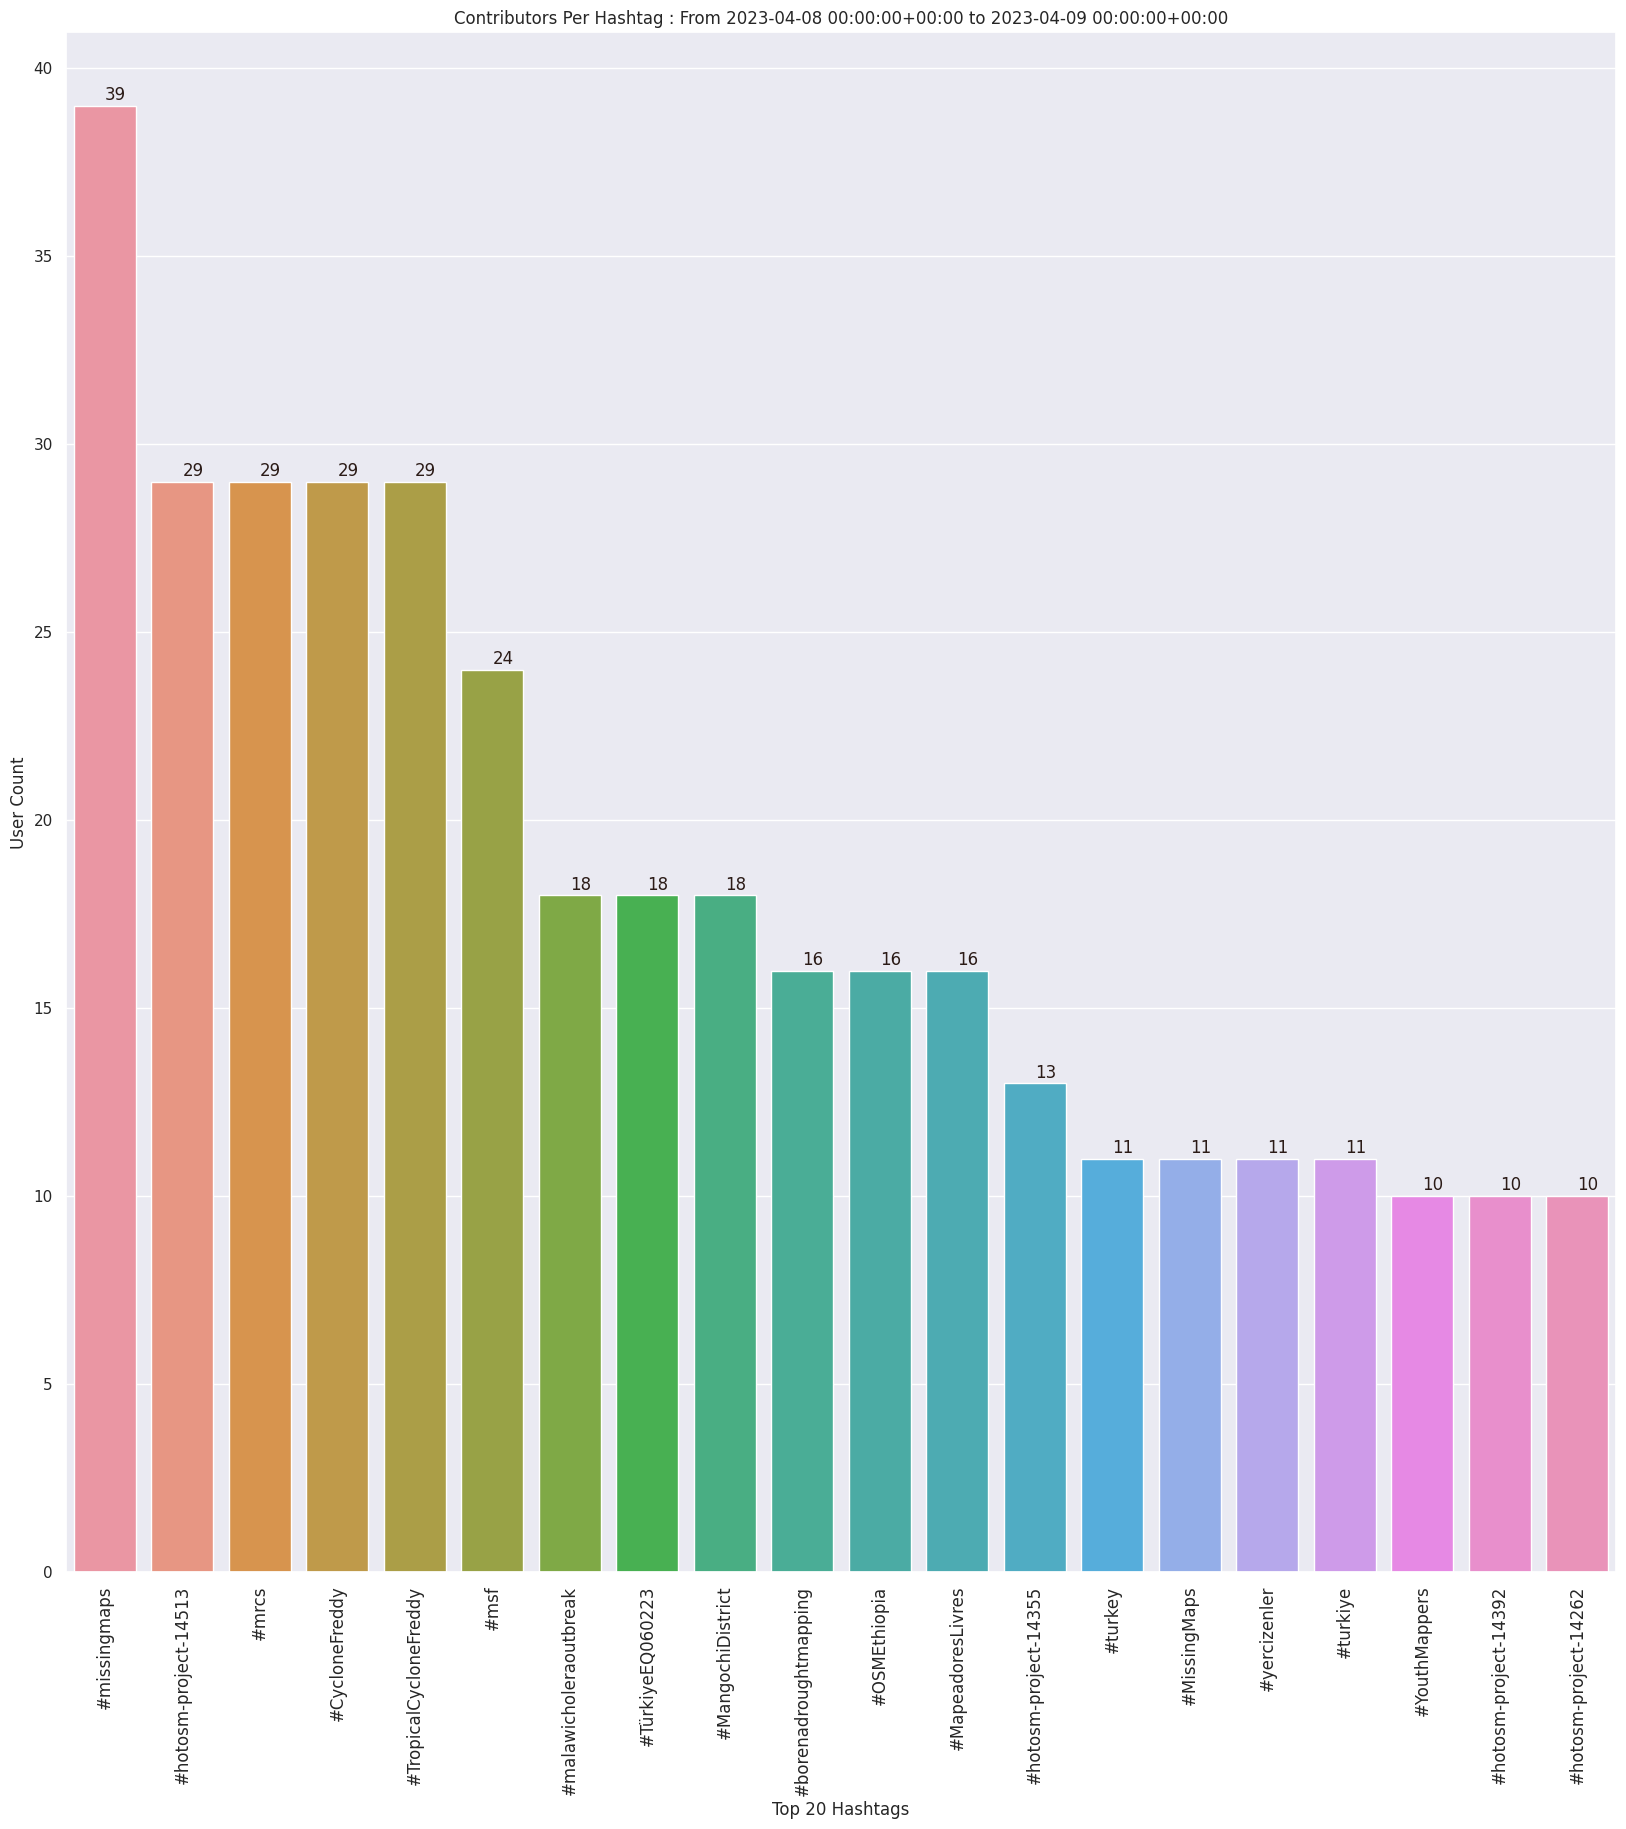 Contributors Per Hashtag : From 2023-04-08 00:00:00+00:00 to 2023-04-09 00:00:00+00:00
User Count
40
35
30
25
20
15
10
5
0
39
29
29
29
29
24
18
18
18
16
16
16
13
11
11
11
11
10
10
10
#missingmaps
#hotosm-project-14513
#mrcs
#CycloneFreddy
#TropicalCycloneFreddy
#msf
#malawicholeraoutbreak
#TürkiyeEQ060223
#MangochiDistrict
#borenadroughtmapping
#OSMEthiopia
#MapeadoresLivres
#hotosm-project-14355
#turkey
#MissingMaps
#yercizenler
#turkiye
#YouthMappers
#hotosm-project-14392
#hotosm-project-14262
Top 20 Hashtags